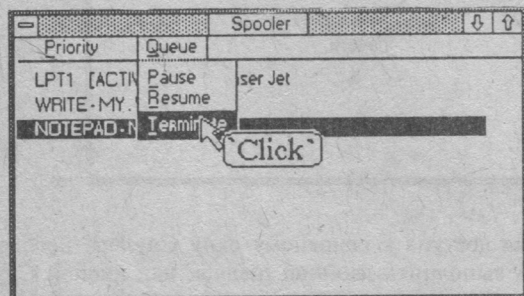 Spooler
Priority Queue
LPT1 [ACTIV Pause ser Jet
WRITE-MY. Resume
NOTEPAD-N Terminate
`Click`